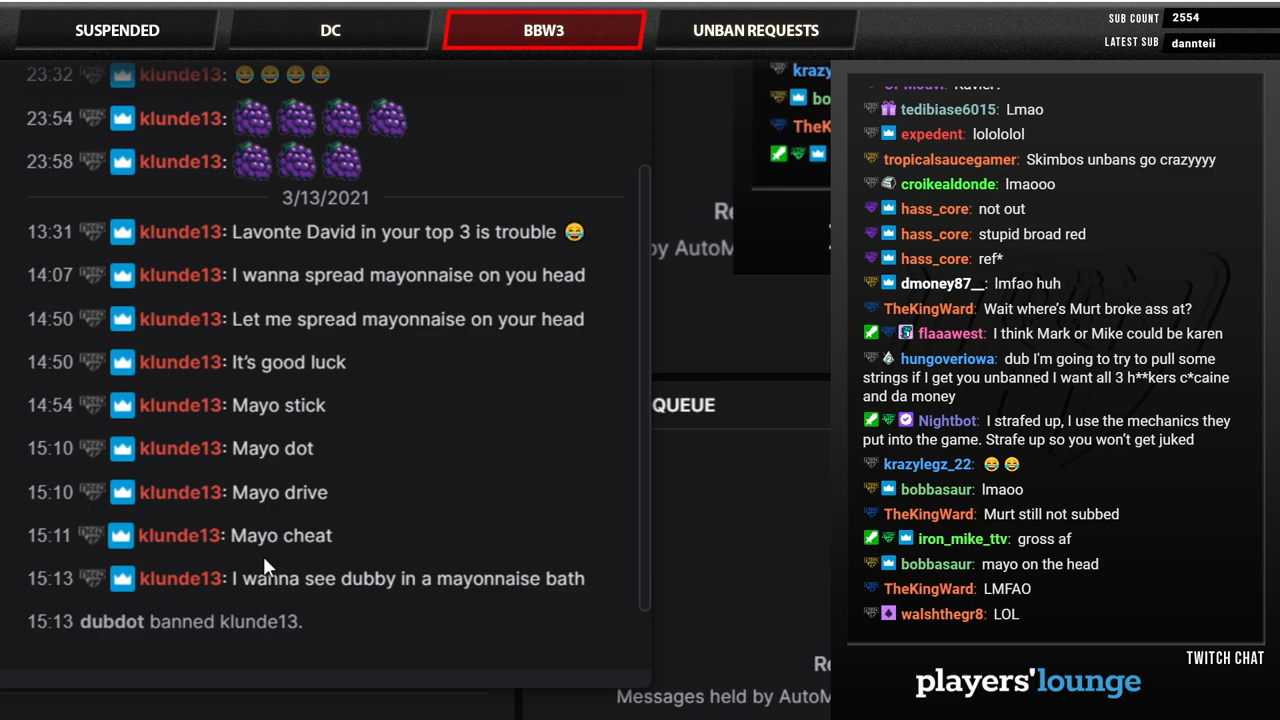 SUSPENDED
DC
BBW3
UNBAN REQUESTS
SUB COUNT 2554
LATEST SUB dannteii
23:32 klunde13: 😂 😂 😂 😂
23:54 klunde13: 🍇 🍇 🍇 🍇
23:58 klunde13: 🍇 🍇 🍇
3/13/2021
13:31 klunde13: Lavonte David in your top 3 is trouble 😂
14:07 klunde13: I wanna spread mayonnaise on you head
14:50 klunde13: Let me spread mayonnaise on your head
14:50 klunde13: It's good luck
14:54 klunde13: Mayo stick
15:10 klunde13: Mayo dot
15:10 klunde13: Mayo drive
15:11 klunde13: Mayo cheat
15:13 klunde13: I wanna see dubby in a mayonnaise bath
15:13 dubdot banned klunde13.
krazy
bo
TheK
Re
by AutoM
QUEUE
Re
Messages held by AutoM
tedibiase6015: Lmao
expedent: lolololol
tropicalsaucegamer: Skimbos unbans go crazyyyy
croikealdonde: lmaooo
hass_core: not out
hass_core: stupid broad red
hass_core: ref*
dmoney87__: lmfao huh
TheKingWard: Wait where's Murt broke ass at?
flaaawest: I think Mark or Mike could be karen
hungoveriowa: dub I'm going to try to pull some
strings if I get you unbanned I want all 3 h**kers c*caine
and da money
Nightbot: I strafed up, I use the mechanics they
put into the game. Strafe up so you won't get juked
krazylegz_22: 😂 😂
bobbasaur: lmaoo
TheKingWard: Murt still not subbed
iron_mike_ttv: gross af
bobbasaur: mayo on the head
TheKingWard: LMFAO
walshthegr8: LOL
TWITCH CHAT
players'lounge